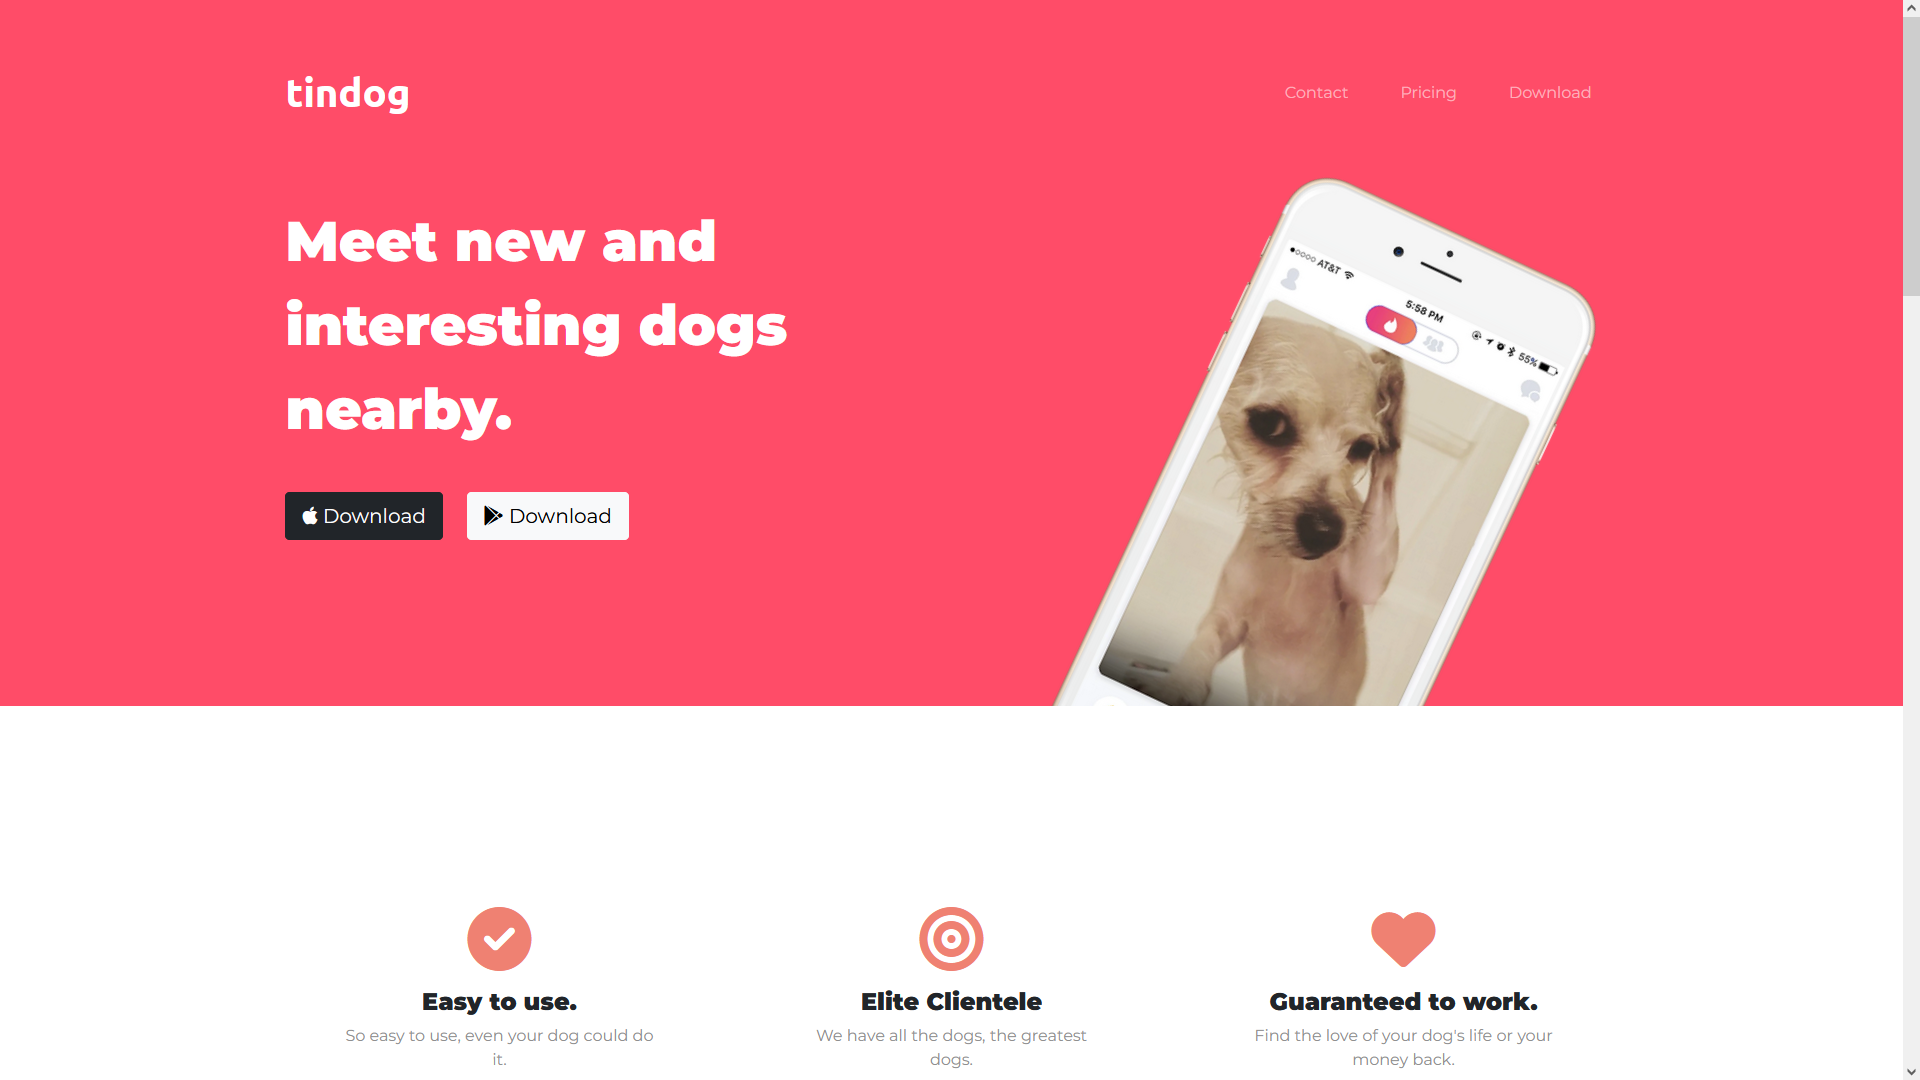 tindog
Contact
Pricing
Download
Meet new and
interesting dogs
nearby.
Download
Download
AT&T
5:58 PM
55%
Easy to use.
So easy to use, even your dog could do
it.
Elite Clientele
We have all the dogs, the greatest
dogs.
Guaranteed to work.
Find the love of your dog's life or your
money back.